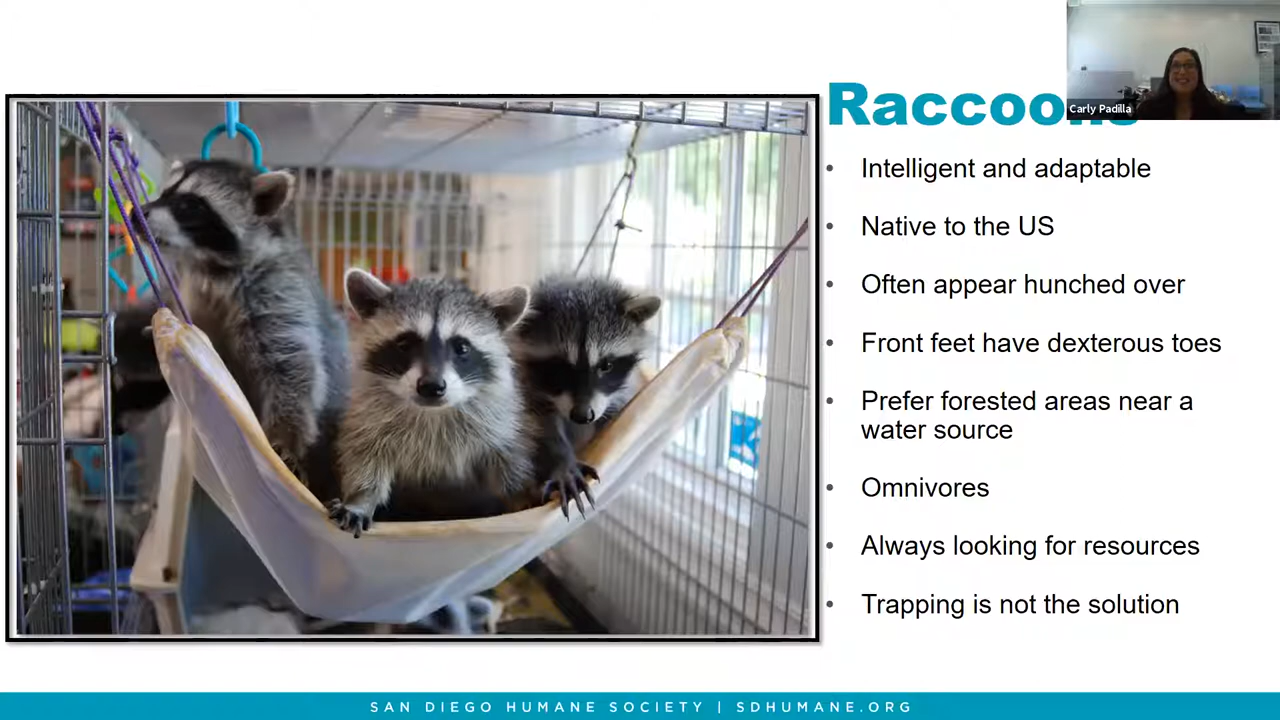 Raccoons
Carly Padilla
• Intelligent and adaptable
• Native to the US
• Often appear hunched over
• Front feet have dexterous toes
• Prefer forested areas near a
water source
• Omnivores
• Always looking for resources
• Trapping is not the solution
SAN DIEGO HUMANE SOCIETY | SDHUMANE.ORG